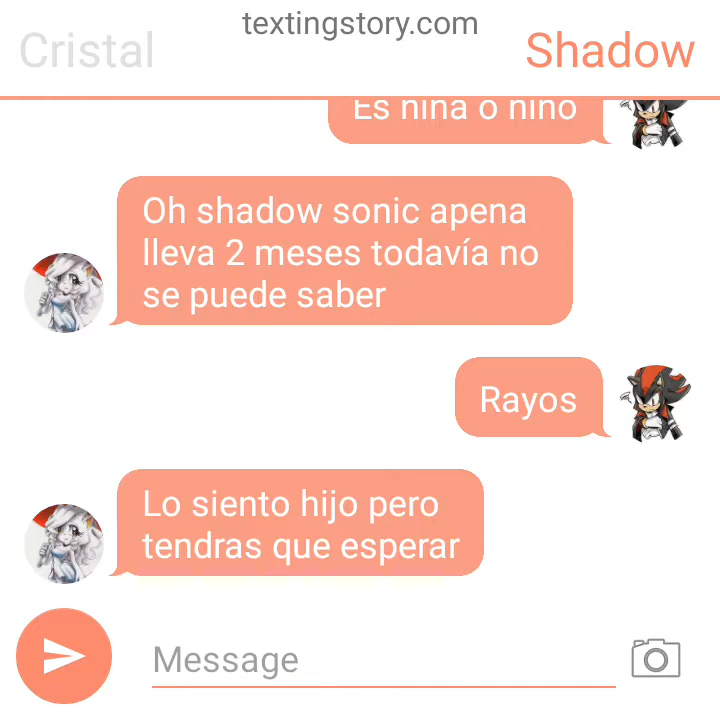 textingstory.com
Cristal
Shadow
Es niña o niño
Oh shadow sonic apena
lleva 2 meses todavía no
se puede saber
Rayos
Lo siento hijo pero
tendras que esperar
Message